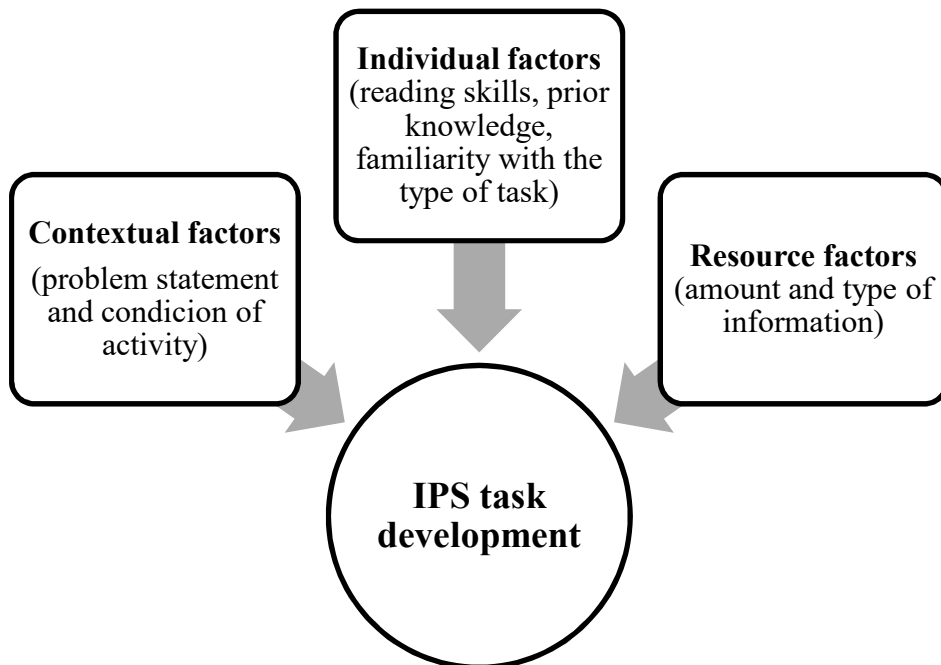 Individual factors
(reading skills, prior
knowledge,
familiarity with the
type of task)
Contextual factors
(problem statement
and condicion of
activity)
Resource factors
(amount and type of
information)
IPS task
development